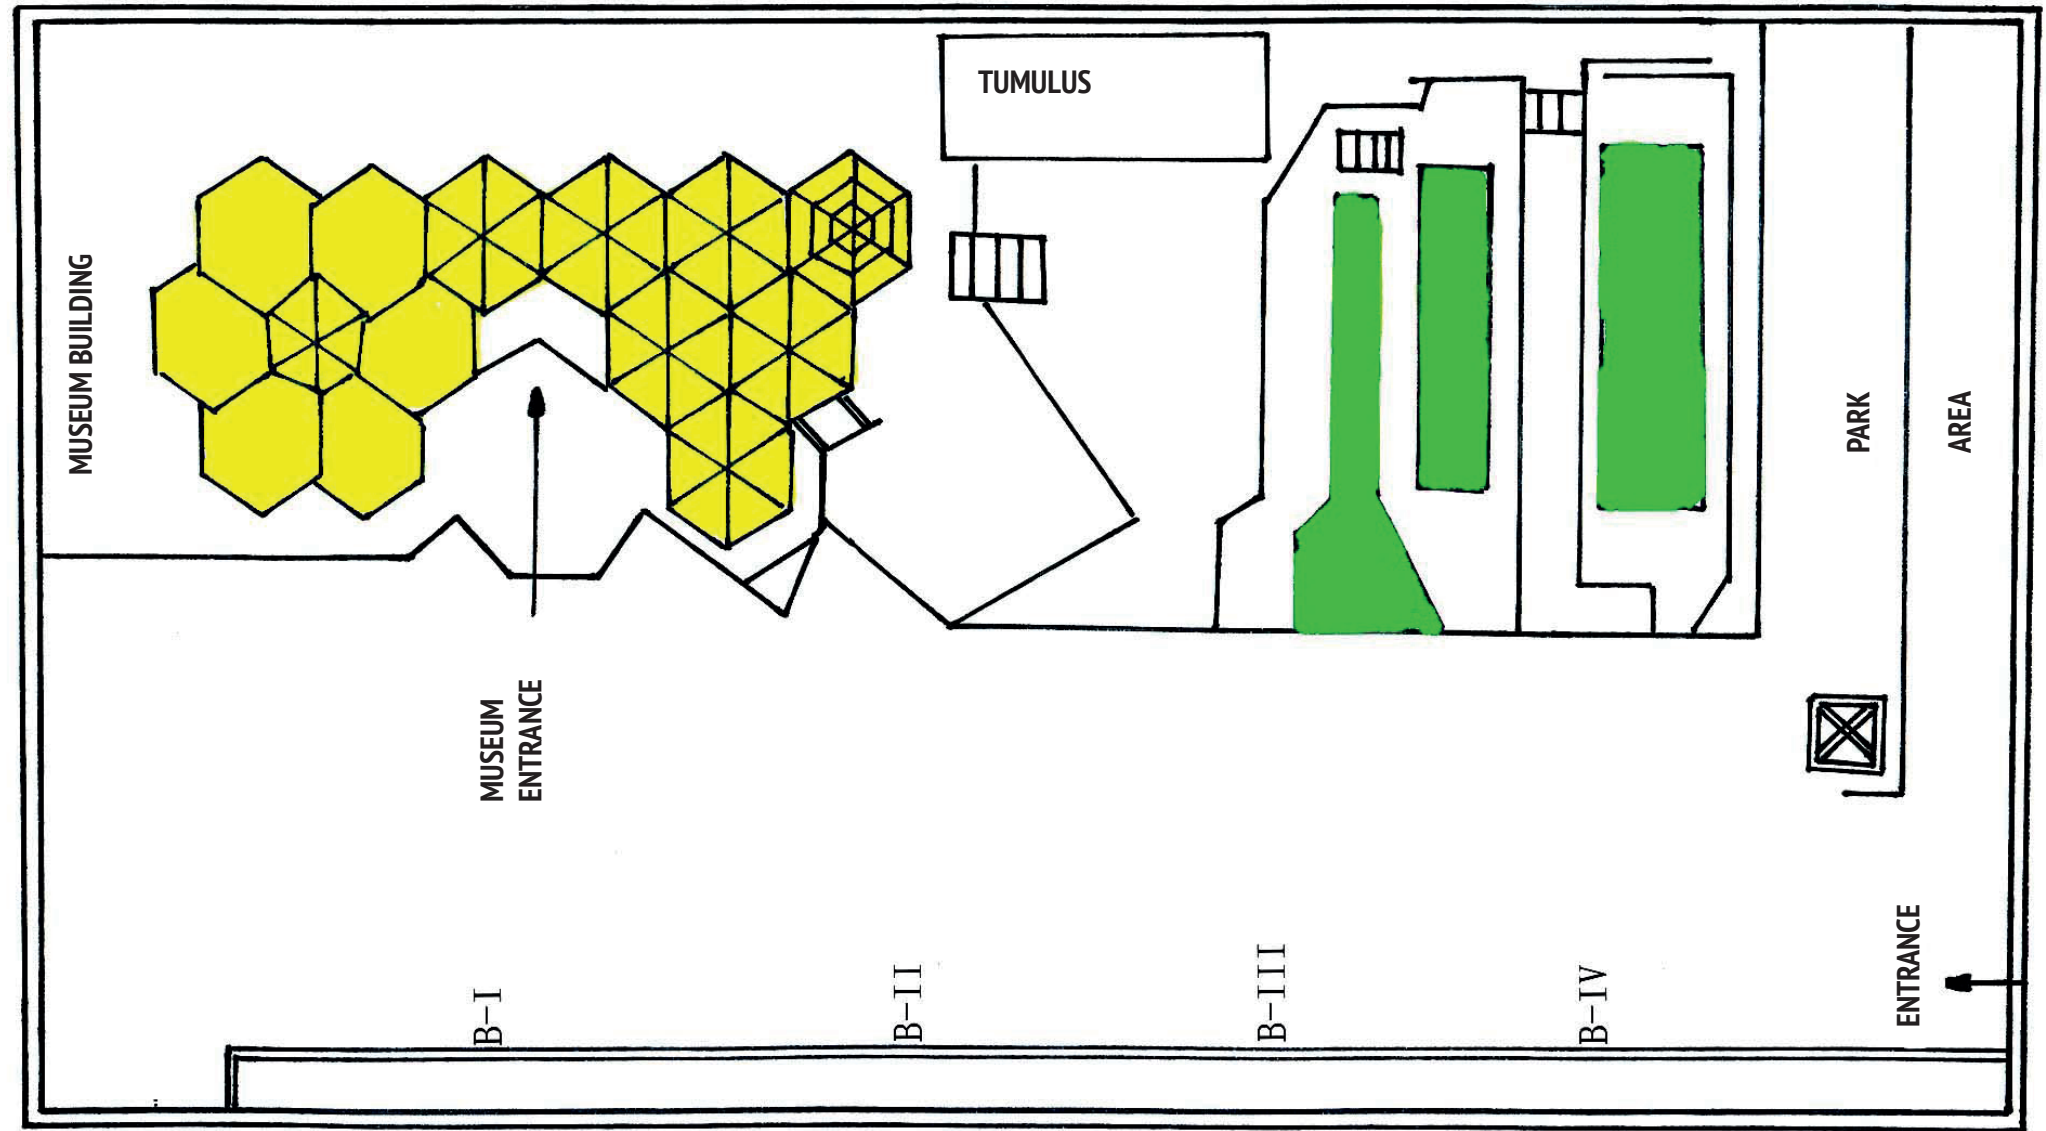 TUMULUS
MUSEUM BUILDING
MUSEUM
ENTRANCE
PARK
AREA
ENTRANCE
B-I
B-II
B-III
B-IV